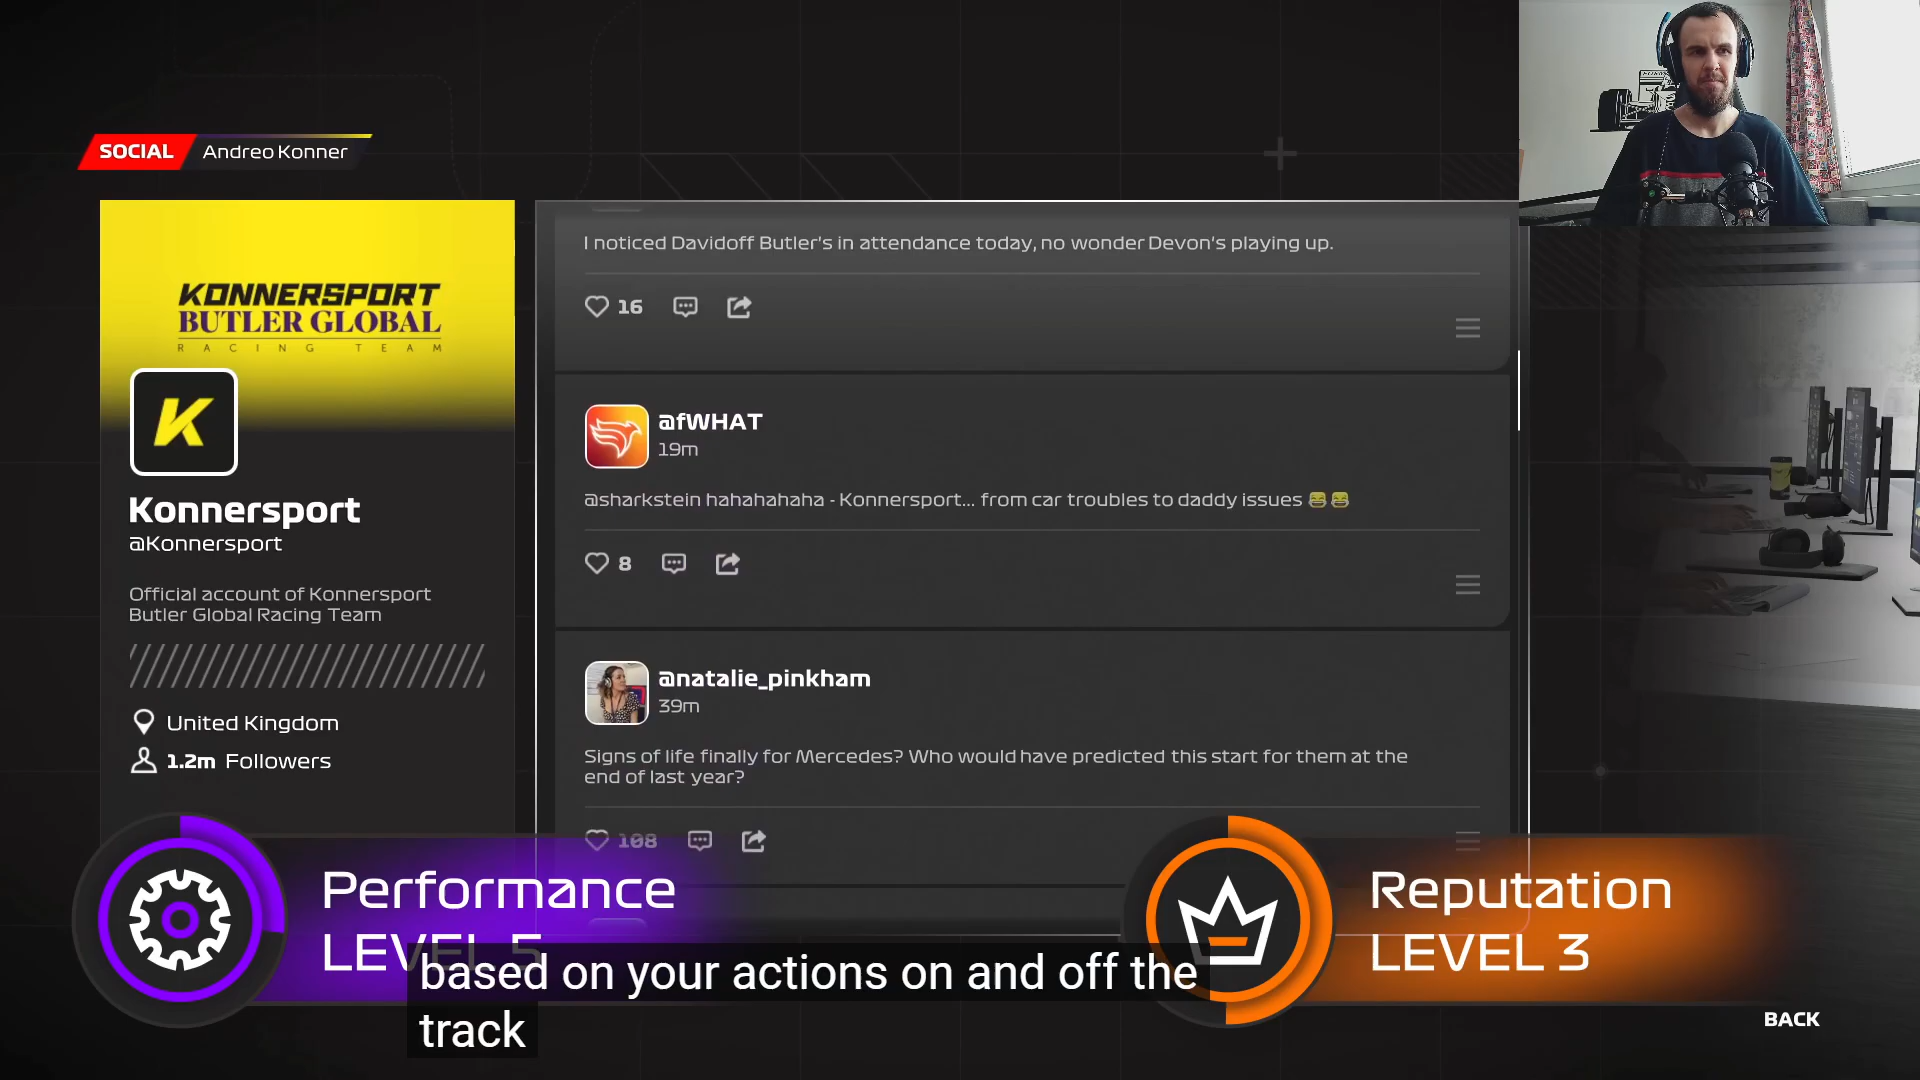 SOCIAL Andreo Konner
KONNERSPORT
BUTLER GLOBAL
RACING TEAM
K
Konnersport
@Konnersport
Official account of Konnersport
Butler Global Racing Team
United Kingdom
1.2m Followers
I noticed Davidoff Butler's in attendance today, no wonder Devon's playing up.
16
@fWHAT
19m
@sharkstein hahahahaha - Konnersport... from car troubles to daddy issues 😂😂
8
@natalie_pinkham
39m
Signs of life finally for Mercedes? Who would have predicted this start for them at the
end of last year?
108
Performance
LEVEL 5
Reputation
LEVEL 3
based on your actions on and off the
track
BACK